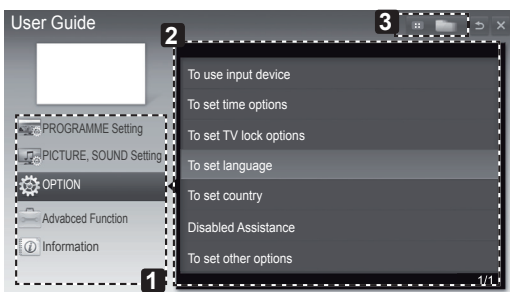 User Guide
3
2
To use input device
To set time options
To set TV lock options
To set language
To set country
Disabled Assistance
To set other options
1/1
PROGRAMME Setting
PICTURE, SOUND Setting
OPTION
Advabced Function
Information
1